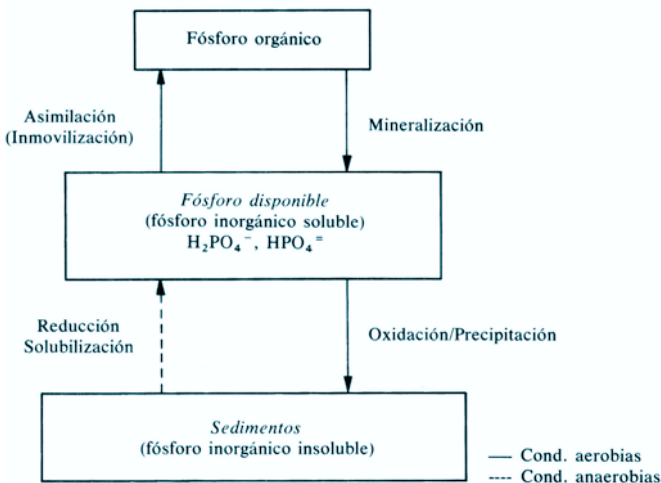 Fósforo orgánico
Asimilación
(Inmovilización)
Mineralización
Fósforo disponible
(fósforo inorgánico soluble)
H₂PO₄⁻, HPO₄⁼
Reducción
Solubilización
Oxidación/Precipitación
Sedimentos
(fósforo inorgánico insoluble)
Cond. aerobias
Cond. anaerobias